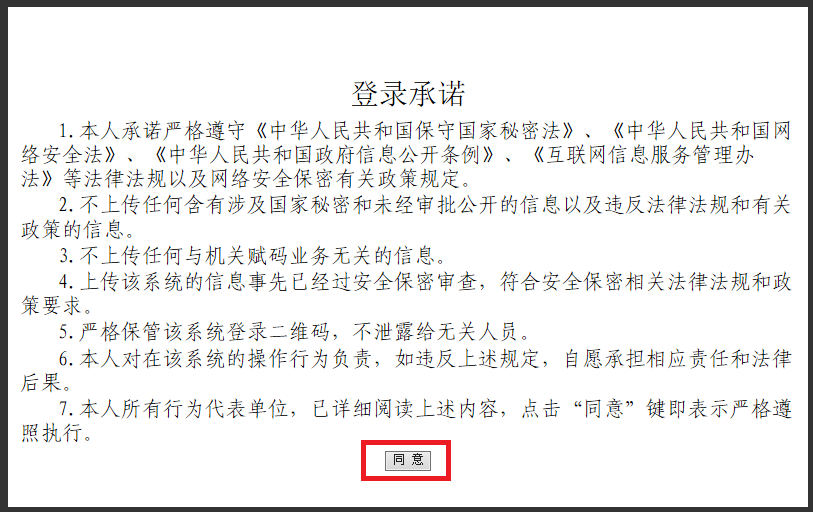 登录承诺
1.本人承诺严格遵守《中华人民共和国保守国家秘密法》、《中华人民共和国网
络安全法》、《中华人民共和国政府信息公开条例》、《互联网信息服务管理办
法》等法律法规以及网络安全保密有关政策规定。
2.不上传任何含有涉及国家秘密和未经审批公开的信息以及违反法律法规和有关
政策的信息。
3.不上传任何与机关赋码业务无关的信息。
4.上传该系统的信息事先已经过安全保密审查，符合安全保密相关法律法规和政
策要求。
5.严格保管该系统登录二维码，不泄露给无关人员。
6.本人对在该系统的操作行为负责，如违反上述规定，自愿承担相应责任和法律
后果。
7.本人所有行为代表单位，已详细阅读上述内容，点击“同意”键即表示严格遵
照执行。
同 意